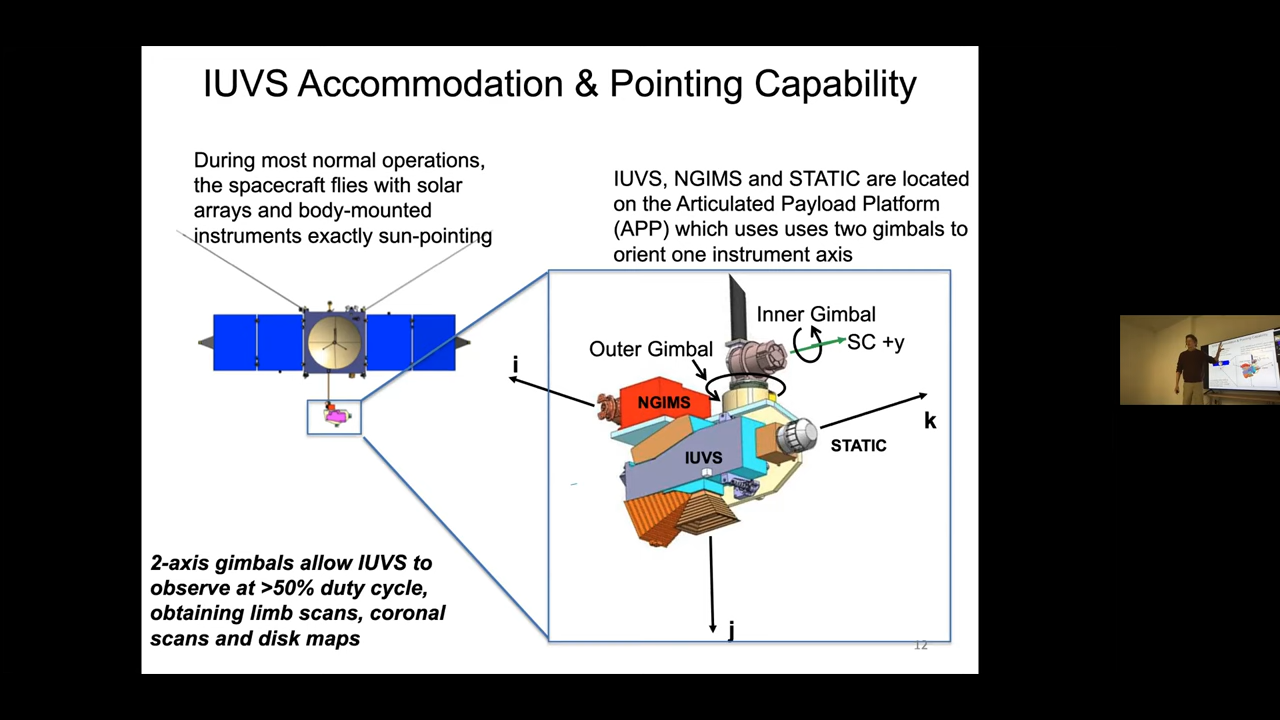 IUVS Accommodation & Pointing Capability
During most normal operations,
the spacecraft flies with solar
arrays and body-mounted
instruments exactly sun-pointing
IUVS, NGIMS and STATIC are located
on the Articulated Payload Platform
(APP) which uses uses two gimbals to
orient one instrument axis
Inner Gimbal
SC +y
Outer Gimbal
i
NGIMS
k
STATIC
IUVS
2-axis gimbals allow IUVS to
observe at >50% duty cycle,
obtaining limb scans, coronal
scans and disk maps
j
12